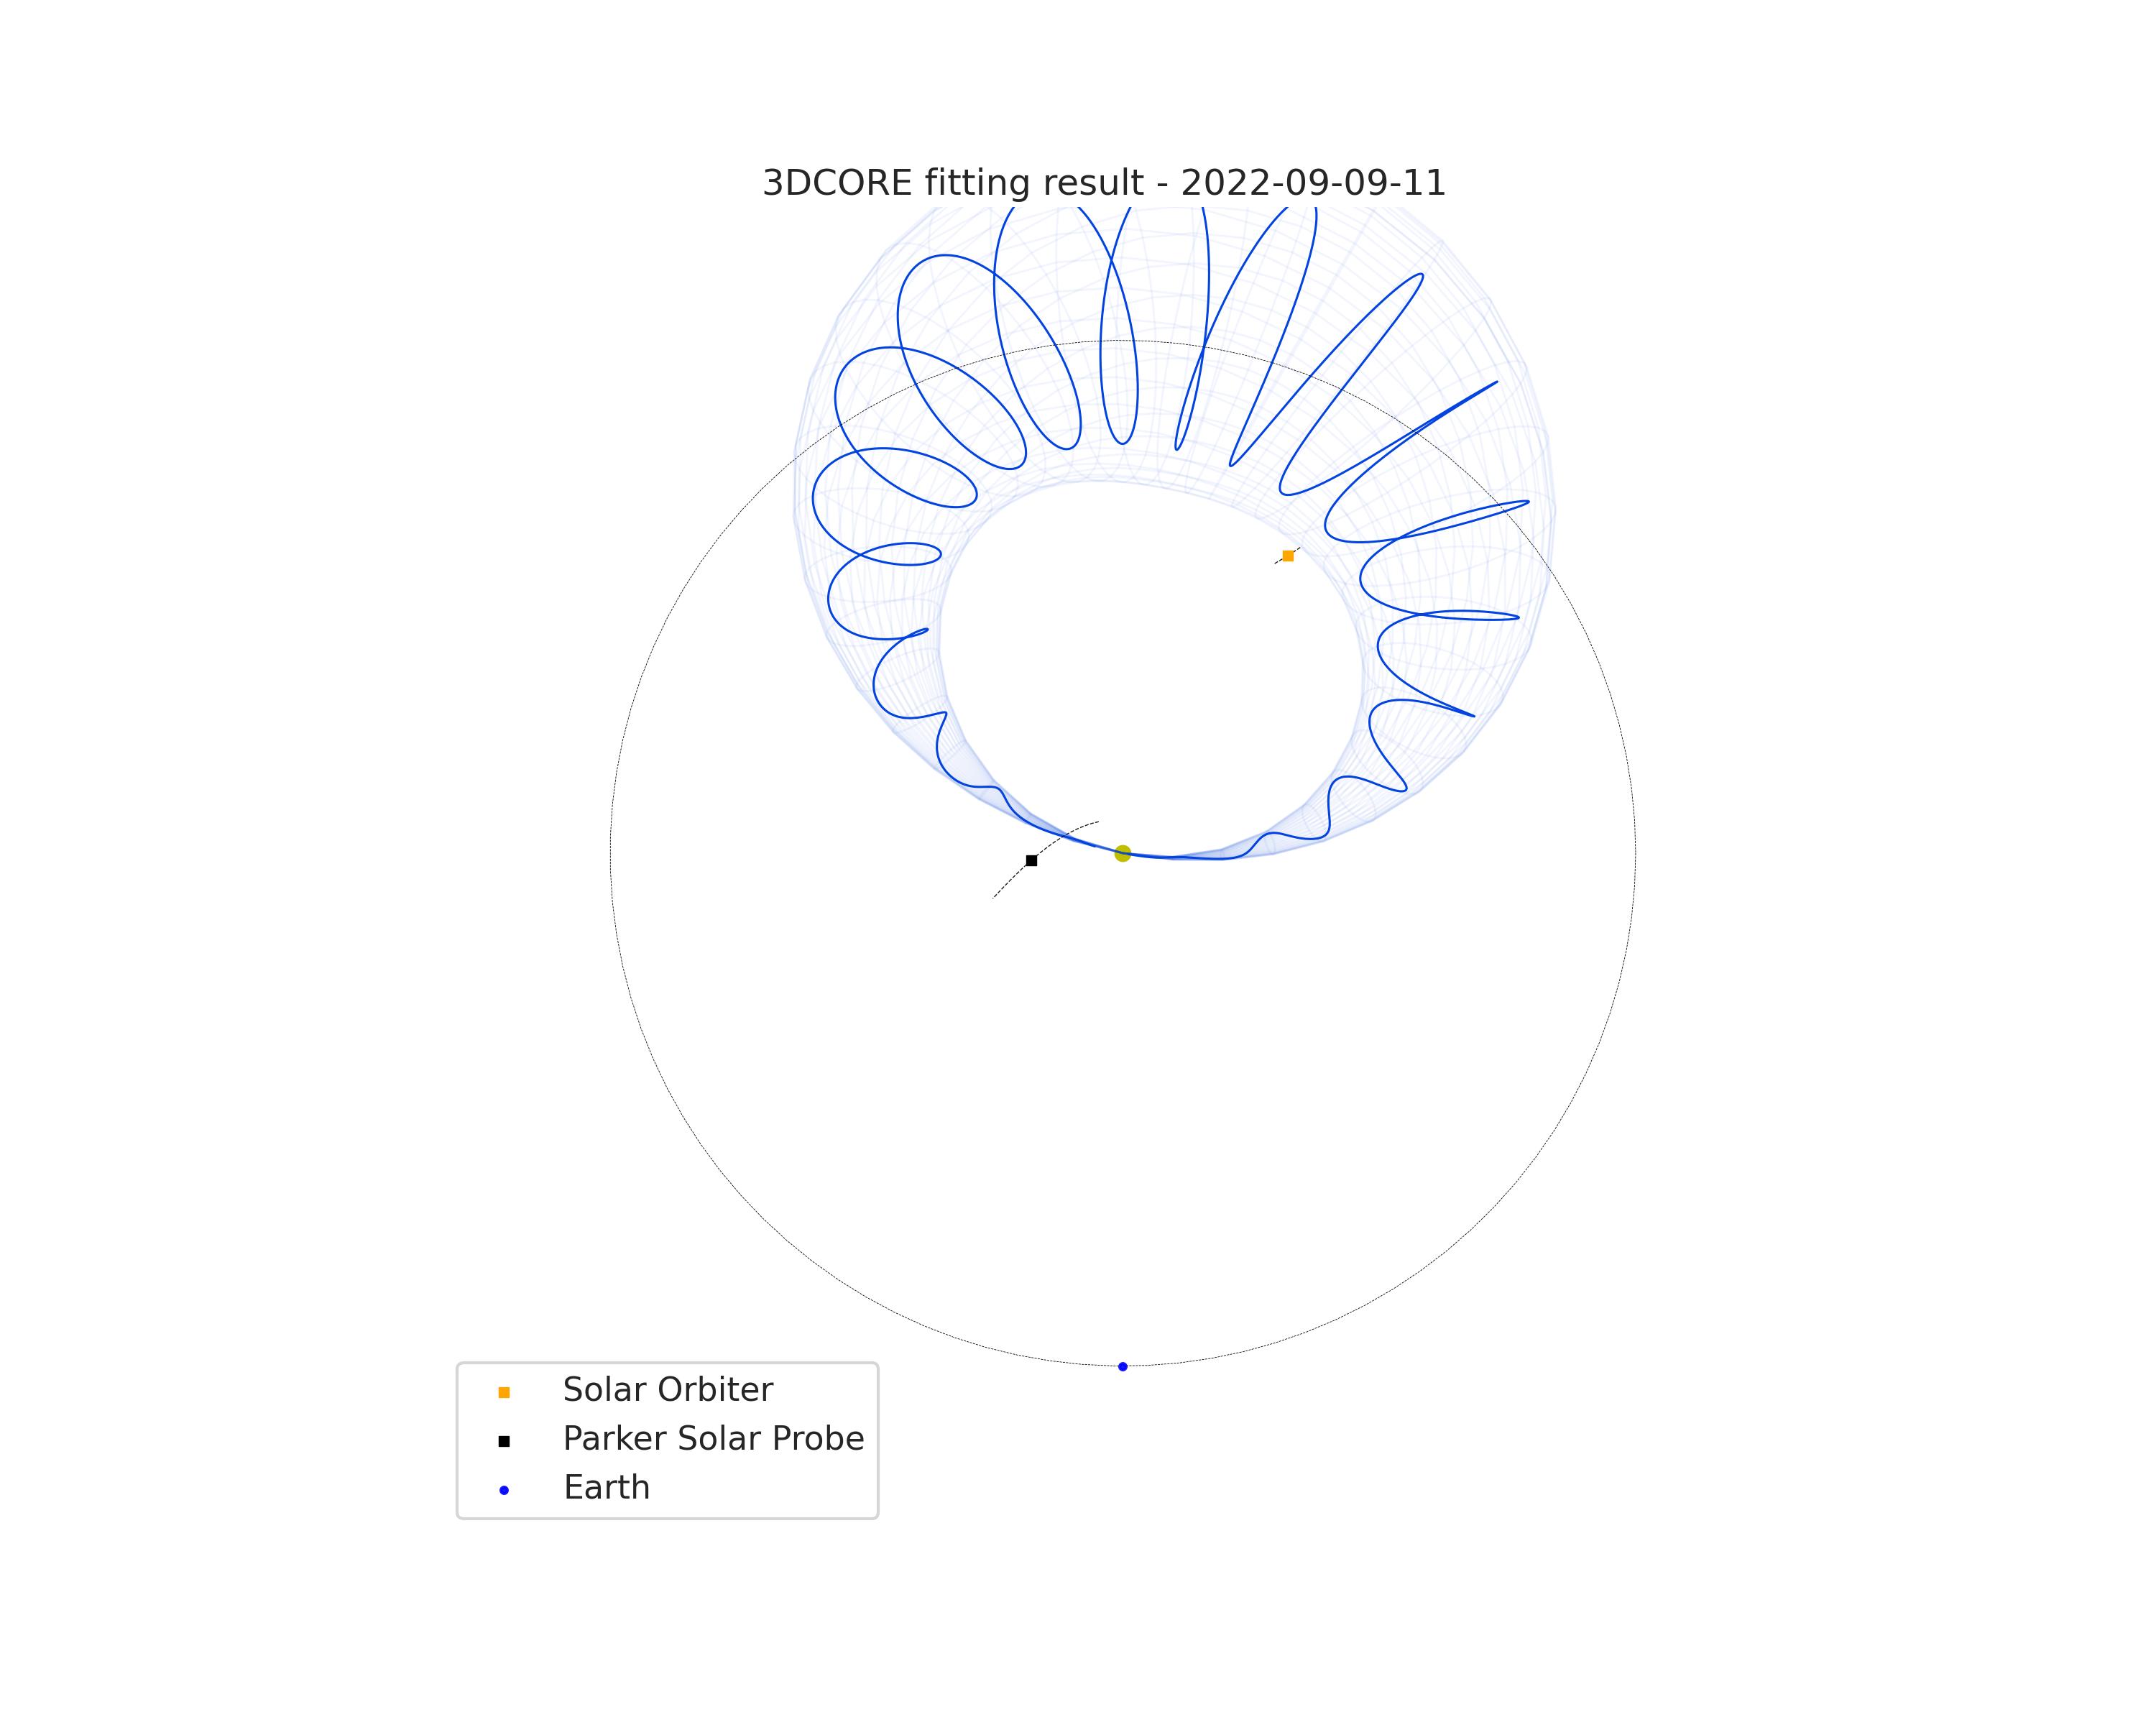 3DCORE fitting result - 2022-09-09-11
Solar Orbiter
Parker Solar Probe
Earth